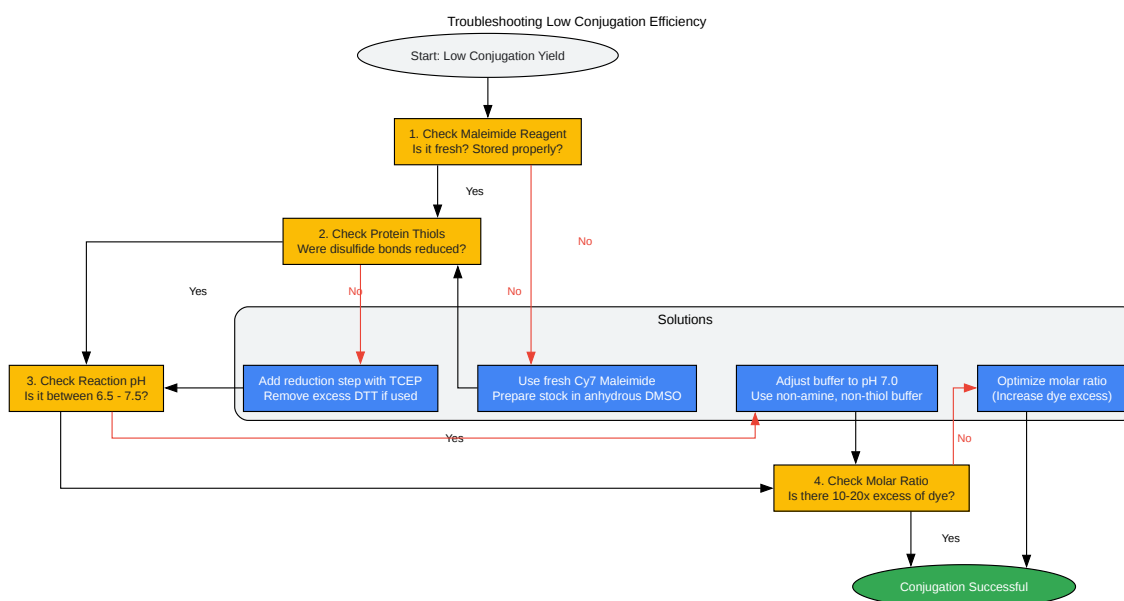 Troubleshooting Low Conjugation Efficiency
Start: Low Conjugation Yield
1. Check Maleimide Reagent
Is it fresh? Stored properly?
Yes
No
2. Check Protein Thiols
Were disulfide bonds reduced?
Yes
No
No
Solutions
3. Check Reaction pH
Is it between 6.5 - 7.5?
Add reduction step with TCEP
Remove excess DTT if used
Use fresh Cy7 Maleimide
Prepare stock in anhydrous DMSO
Adjust buffer to pH 7.0
Use non-amine, non-thiol buffer
Optimize molar ratio
(Increase dye excess)
Yes
No
4. Check Molar Ratio
Is there 10-20x excess of dye?
Yes
Conjugation Successful